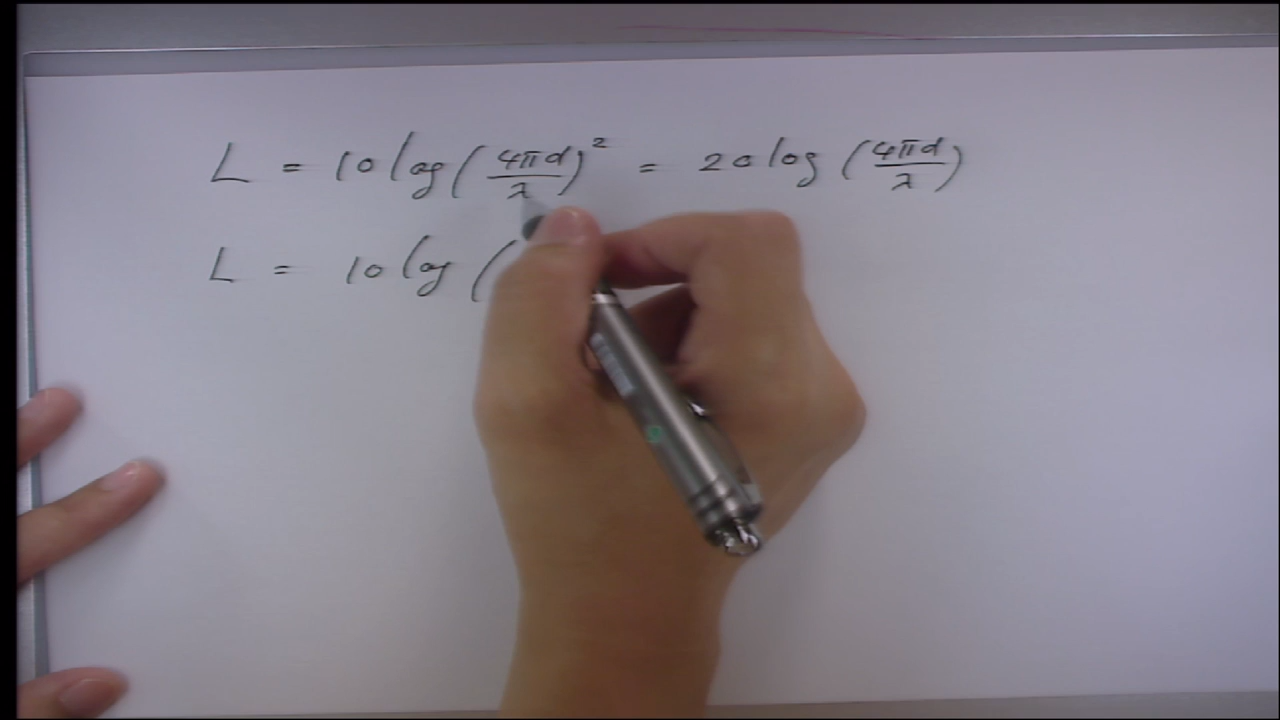 L = 10 log (4πd/λ)² = 20 log (4πd/λ)
L = 10 log (